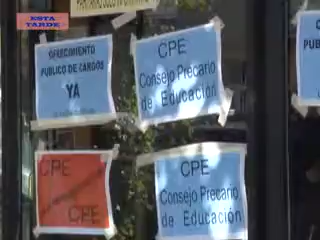 ESTA
TARDE
OFRECIMIENTO
PUBLICO DE CARGOS
YA
CPE
Consejo Precario
de Educación
CPE
CPE
CPE
Consejo Precario
de Educación
PUBL